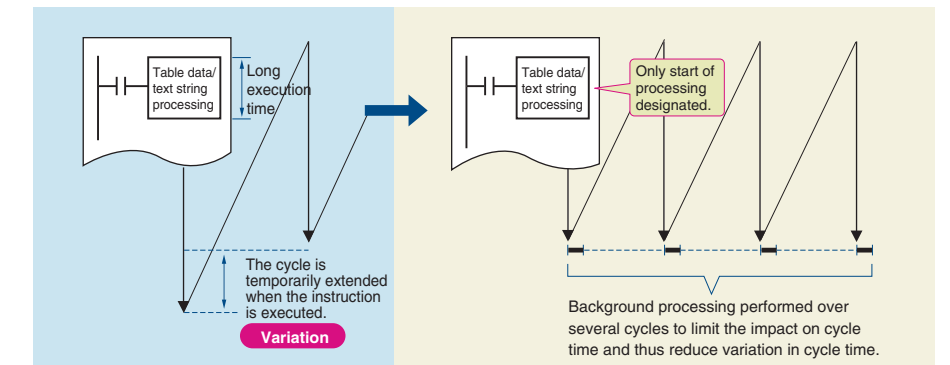 Table data/
text string
processing
Long
execution
time
The cycle is
temporarily extended
when the instruction
is executed.
Variation
Table data/
text string
processing
Only start of
processing
designated.
Background processing performed over
several cycles to limit the impact on cycle
time and thus reduce variation in cycle time.